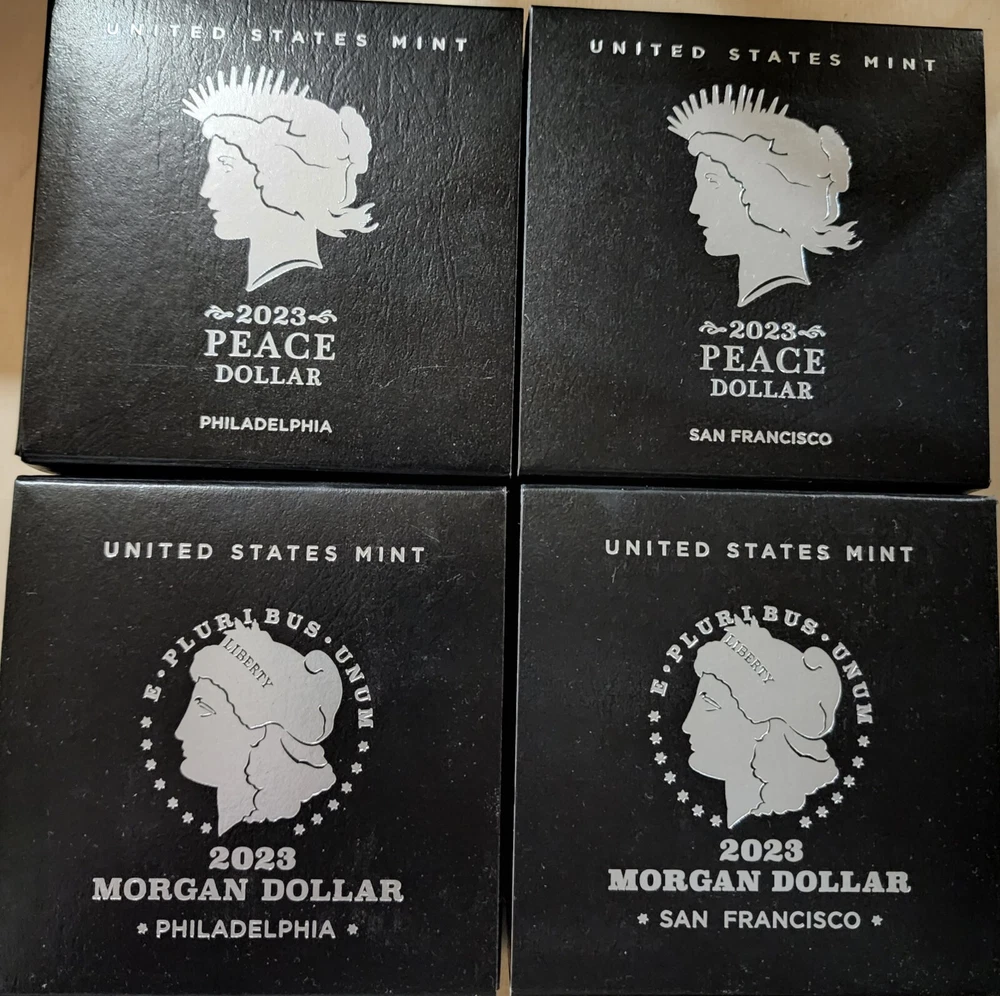 UNITED STATES MINT
2023
PEACE
DOLLAR
PHILADELPHIA
UNITED STATES MINT
2023
PEACE
DOLLAR
SAN FRANCISCO
UNITED STATES MINT
E·PLURIBUS·UNUM
LIBERTY
2023
MORGAN DOLLAR
* PHILADELPHIA *
UNITED STATES MINT
E·PLURIBUS·UNUM
LIBERTY
2023
MORGAN DOLLAR
* SAN FRANCISCO *